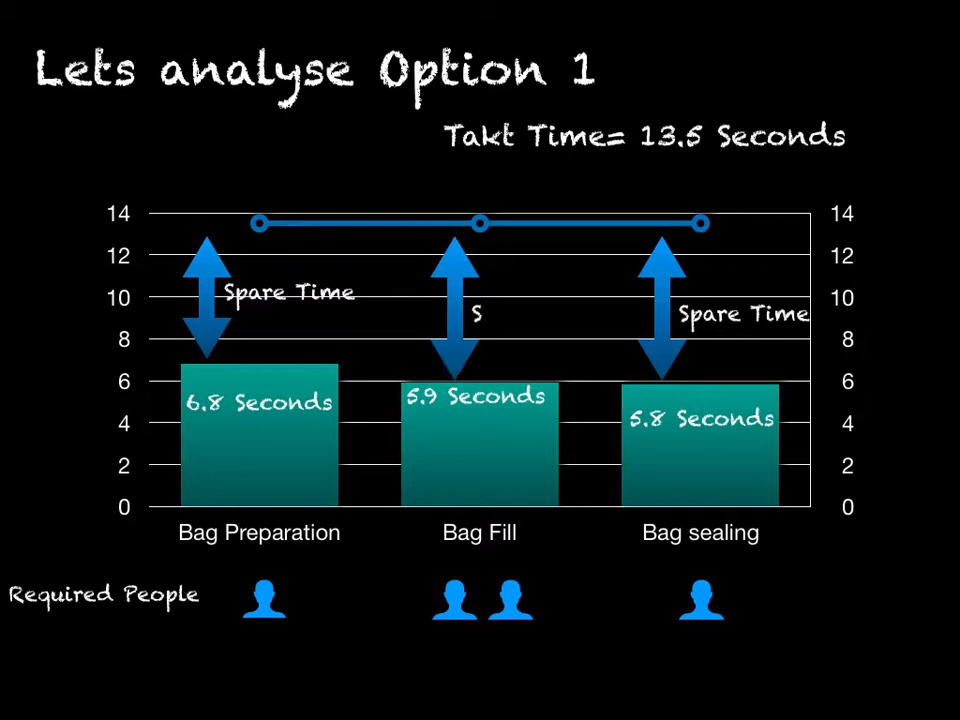 Lets analyse Option 1
Takt Time= 13.5 Seconds
14 14
12 12
10 Spare Time 10
S Spare Time
8 8
6 6
6.8 Seconds 5.9 Seconds 5.8 Seconds
4 4
2 2
0 0
Bag Preparation Bag Fill Bag sealing
Required People